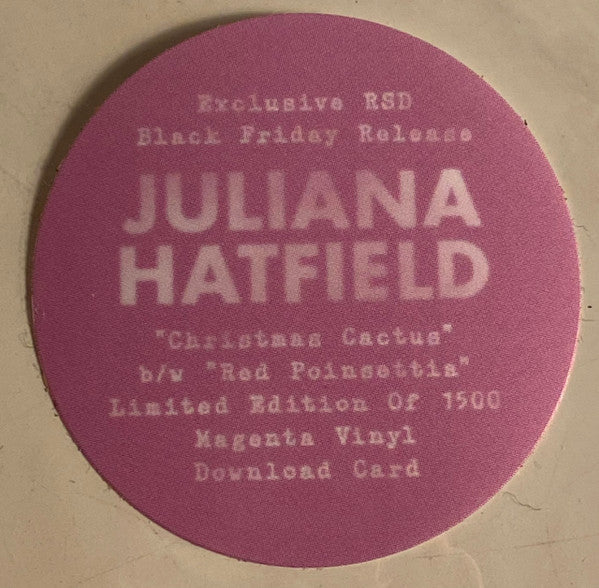 Exclusive RSD
Black Friday Release
JULIANA
HATFIELD
"Christmas Cactus"
b/w "Red Poinsettia"
Limited Edition Of 1500
Magenta Vinyl
Download Card